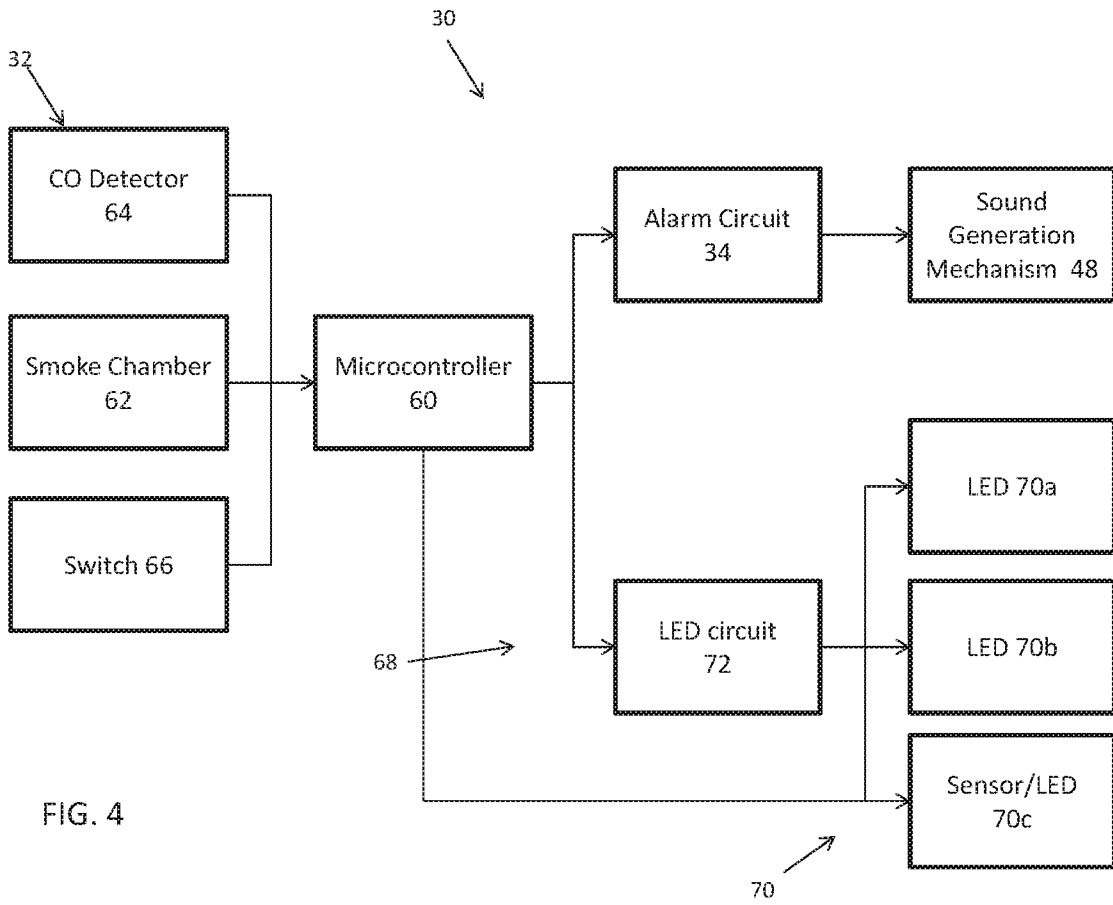 30
32
CO Detector
64
Alarm Circuit
34
Sound
Generation
Mechanism 48
Smoke Chamber
62
Microcontroller
60
LED 70a
Switch 66
LED circuit
72
LED 70b
68
Sensor/LED
70c
FIG. 4
70